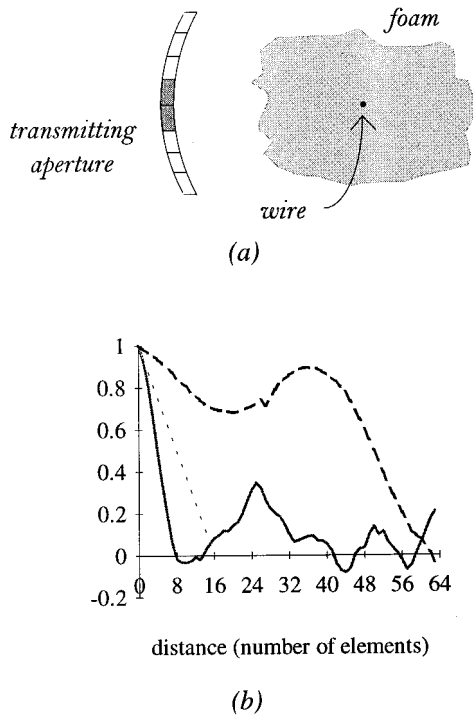 foam
transmitting
aperture
wire
(a)
1
0.8
0.6
0.4
0.2
0
-0.2
0 8 16 24 32 40 48 56 64
distance (number of elements)
(b)